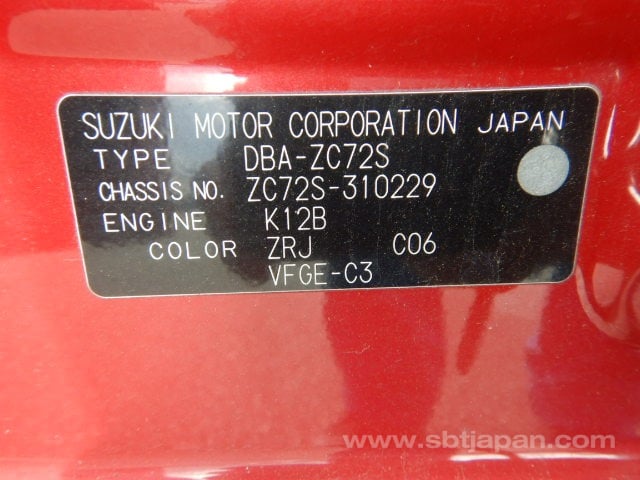 SUZUKI MOTOR CORPORATION JAPAN
TYPE DBA-ZC72S
CHASSIS NO. ZC72S-310229
ENGINE K12B
COLOR ZRJ C06
VFGE-C3
www.sbtjapan.com